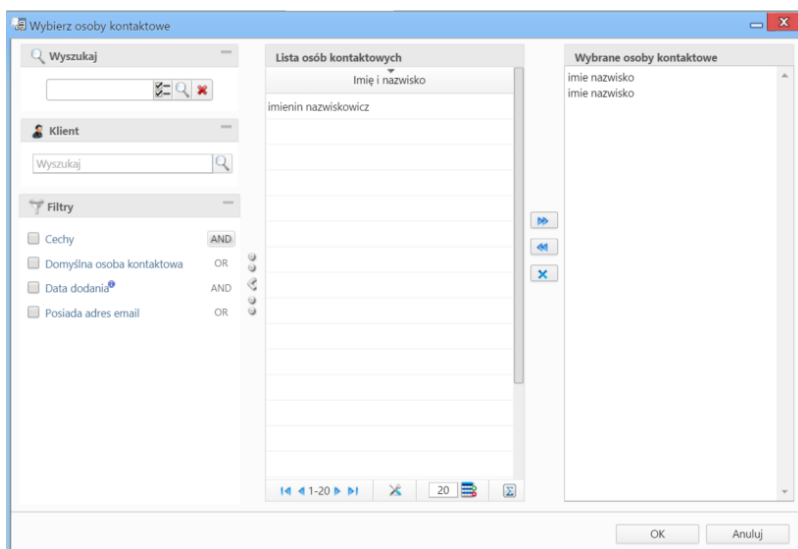 Wybierz osoby kontaktowe
Wyszukaj
Klient
Wyszukaj
Filtry
Cechy AND
Domyślna osoba kontaktowa OR
Data dodania AND
Posiada adres email OR
Lista osób kontaktowych
Imię i nazwisko
imienin nazwiskowicz
1-20
20
Wybrane osoby kontaktowe
imie nazwisko
imie nazwisko
OK Anuluj